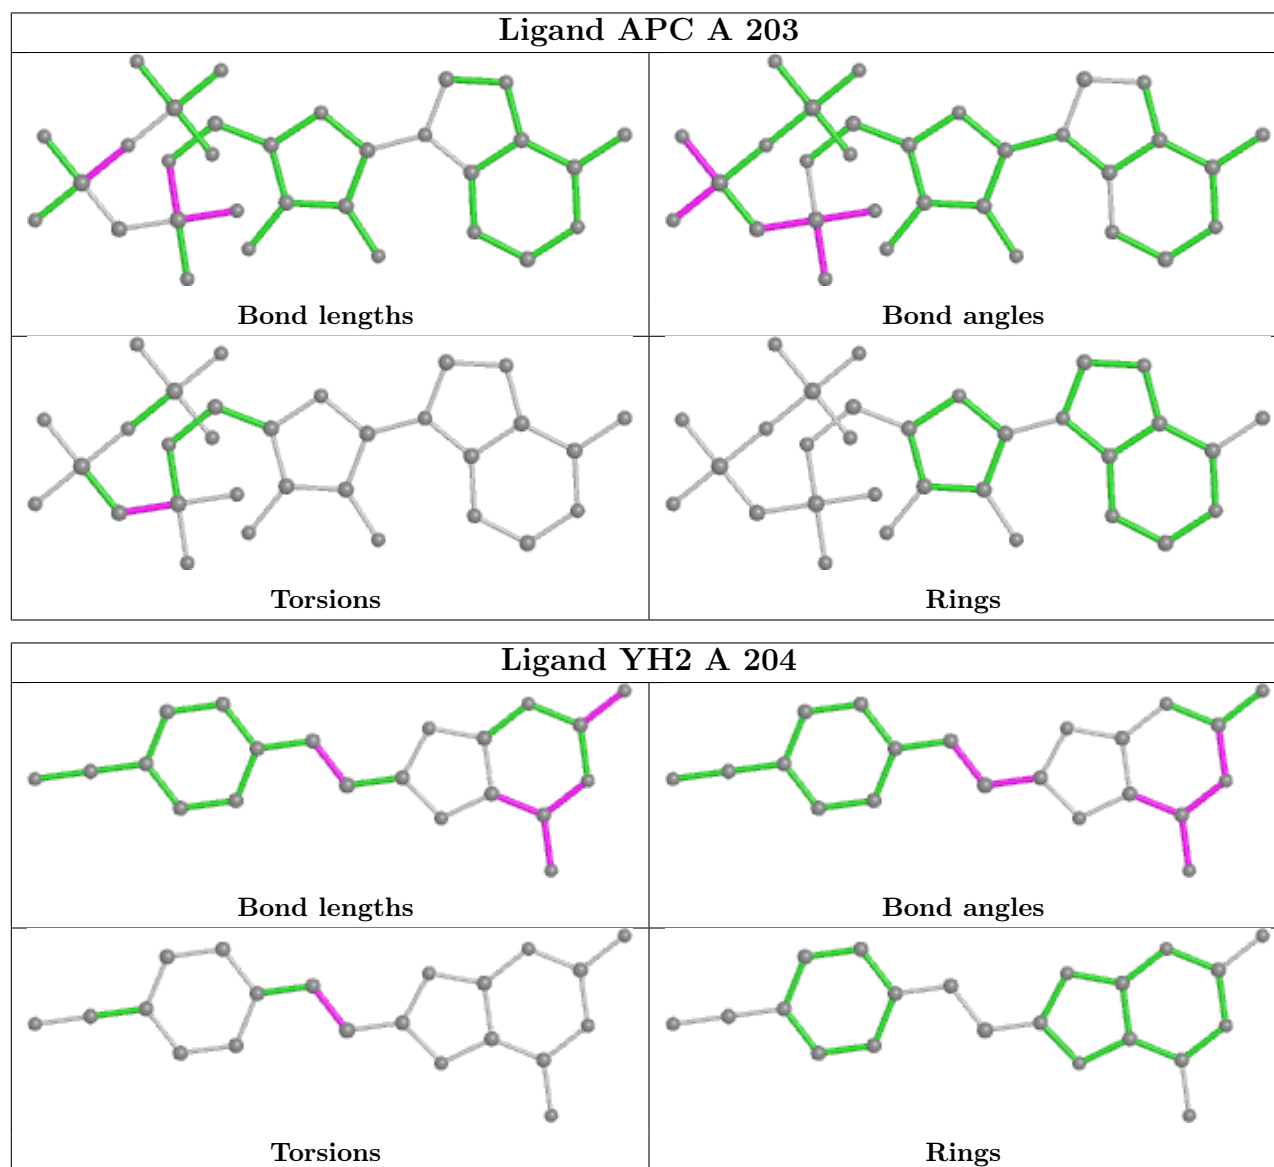 Ligand APC A 203
Bond lengths
Bond angles
Torsions
Rings
Ligand YH2 A 204
Bond lengths
Bond angles
Torsions
Rings